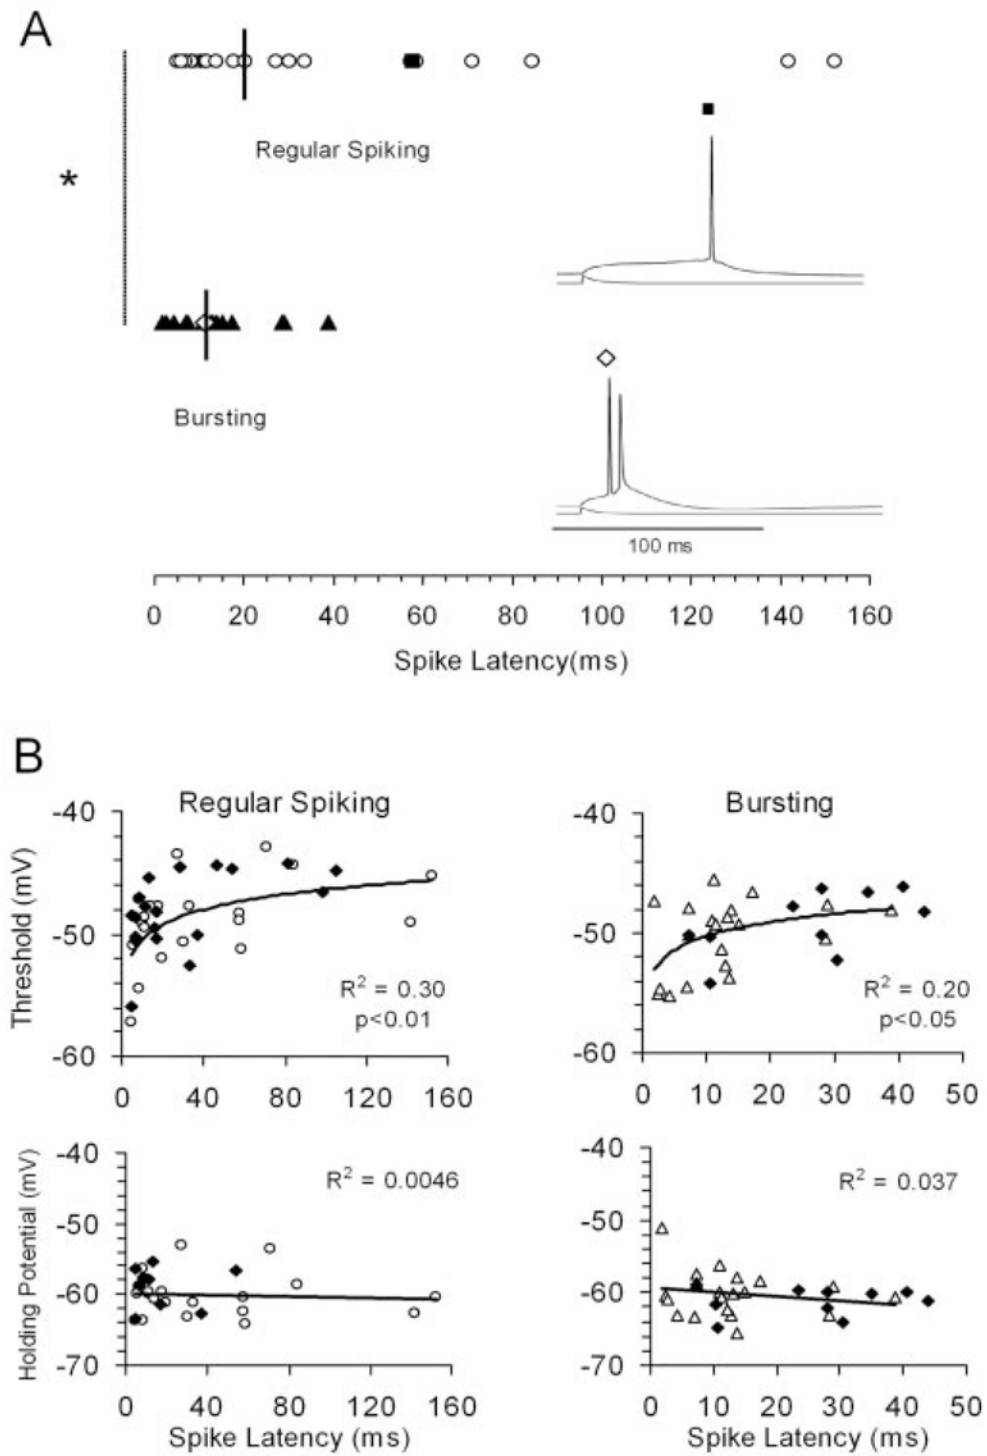 A
Regular Spiking
*
Bursting
100 ms
0 20 40 60 80 100 120 140 160
Spike Latency(ms)
B
Regular Spiking
Threshold (mV)
-40
-50
-60
R² = 0.30
p<0.01
0 40 80 120 160
Bursting
-40
-50
-60
R² = 0.20
p<0.05
0 10 20 30 40 50
Holding Potential (mV)
-40
-50
-60
-70
R² = 0.0046
0 40 80 120 160
Spike Latency (ms)
-40
-50
-60
-70
R² = 0.037
0 10 20 30 40 50
Spike Latency (ms)